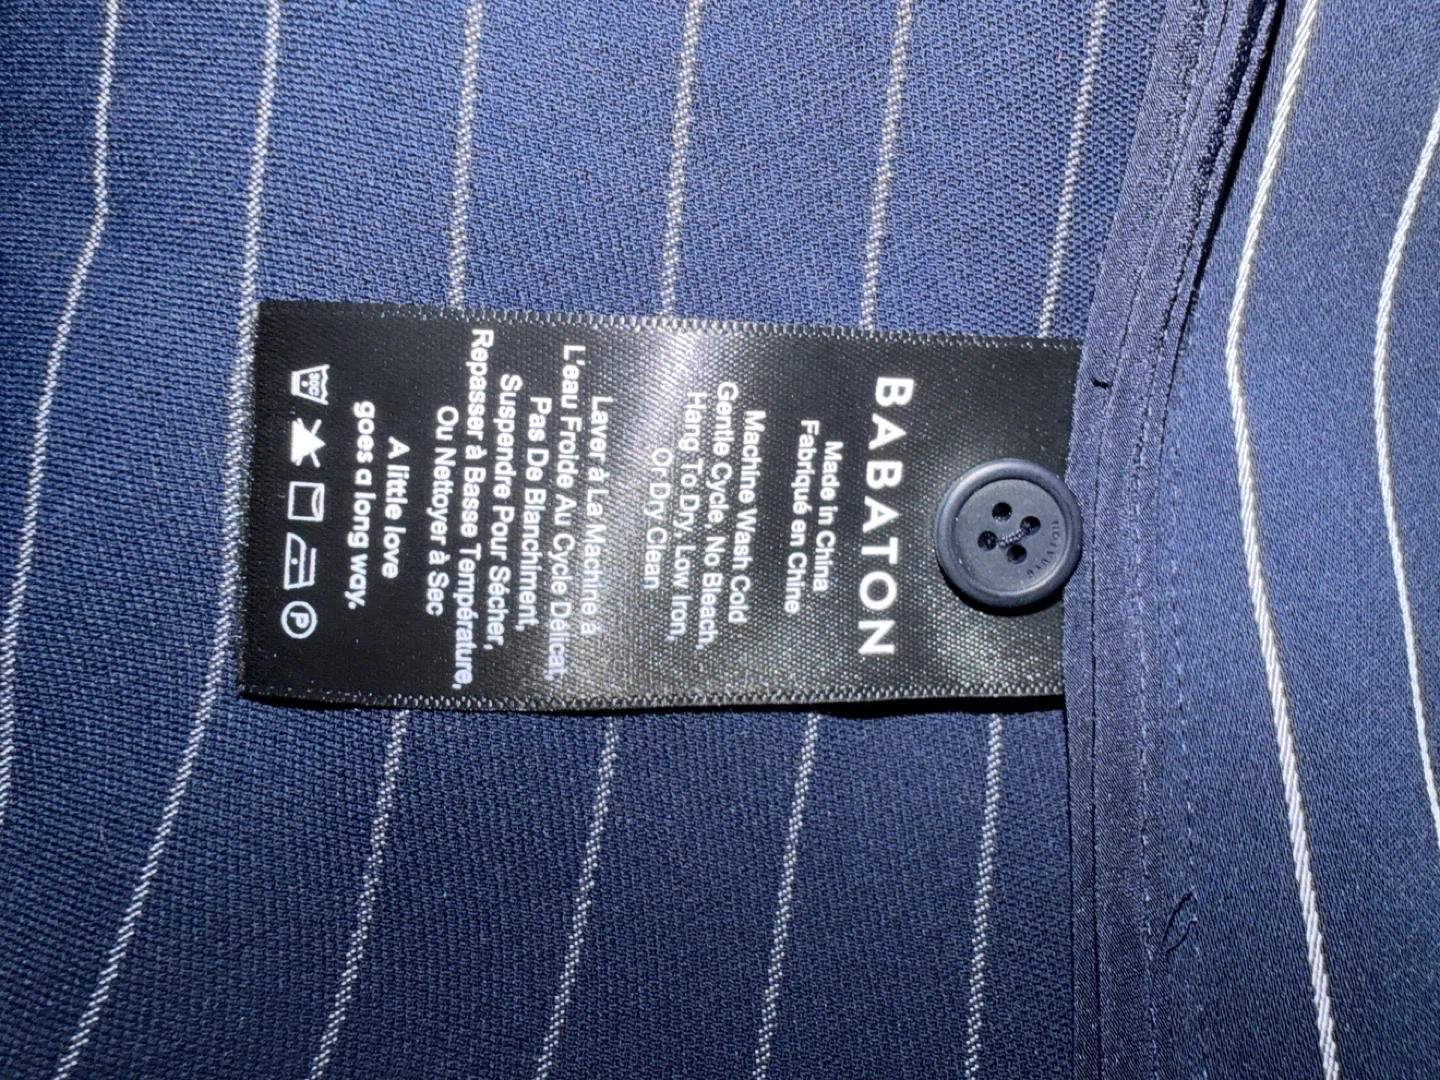 BABATON
Made in China
Fabriqué en Chine
Machine Wash Cold
Gentle Cycle, No Bleach,
Hang To Dry, Low Iron,
Or Dry Clean
Laver à La Machine à
L'eau Froide Au Cycle Délicat,
Pas De Blanchiment,
Suspendre Pour Sécher,
Repasser à Basse Température,
Ou Nettoyer à Sec
A little love
goes a long way.
30C
P
BABATON